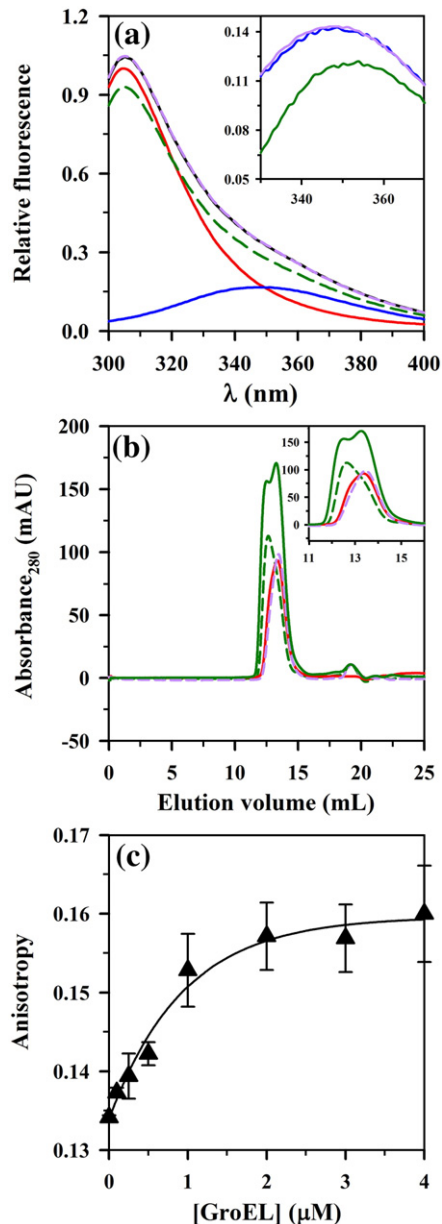 (a)
1.2
0.9
0.6
0.3
0.0
Relative fluorescence
300 320 340 360 380 400
λ (nm)
0.14
0.11
0.08
0.05
340 360
(b)
200
150
100
50
0
-50
Absorbance280 (mAU)
0 5 10 15 20 25
Elution volume (mL)
150
100
50
0
11 13 15
(c)
0.17
0.16
0.15
0.14
0.13
Anisotropy
0 1 2 3 4
[GroEL] (μM)